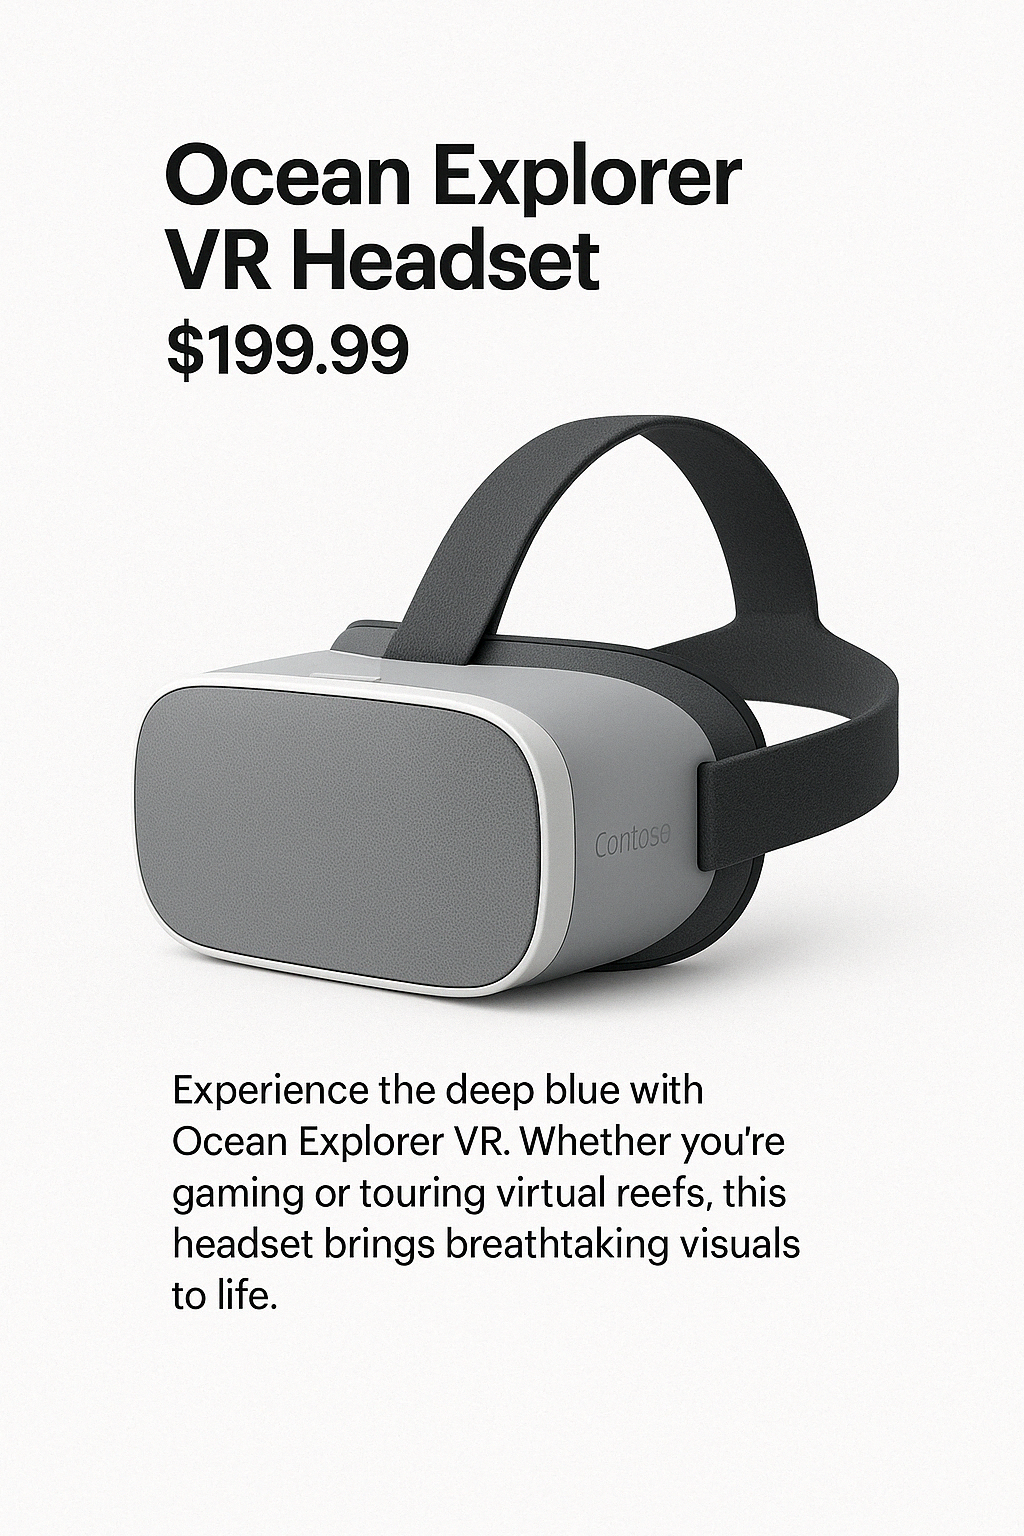 Ocean Explorer
VR Headset
$199.99
Contoso
Experience the deep blue with
Ocean Explorer VR. Whether you're
gaming or touring virtual reefs, this
headset brings breathtaking visuals
to life.